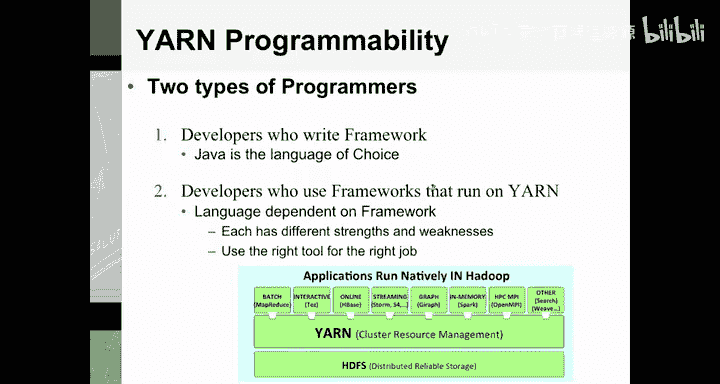 bilibili
YARN Programmability
• Two types of Programmers
1. Developers who write Framework
• Java is the language of Choice
2. Developers who use Frameworks that run on YARN
• Language dependent on Framework
– Each has different strengths and weaknesses
– Use the right tool for the right job
Applications Run Natively IN Hadoop
BATCH INTERACTIVE ONLINE STREAMING GRAPH IN-MEMORY HPC MPI OTHER
(MapReduce) (Tez) (HBase) (Storm, S4,...) (Giraph) (Spark) (OpenMPI) (Search)
(Weave...)
YARN (Cluster Resource Management)
HDFS (Distributed Reliable Storage)